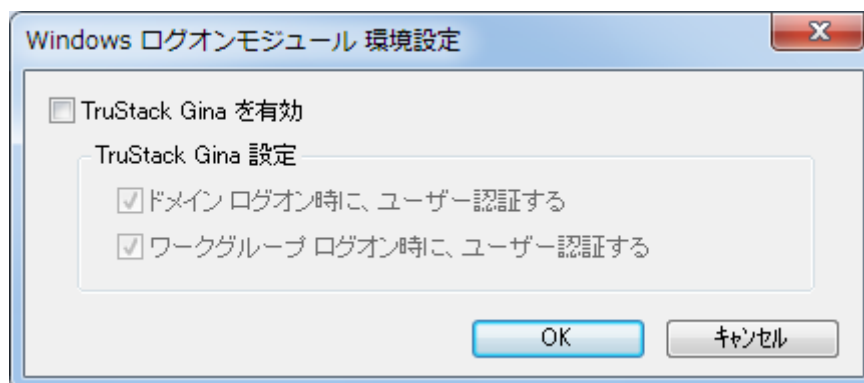 Windows ログオンモジュール 環境設定
TruStack Gina を有効
TruStack Gina 設定
ドメイン ログオン時に、ユーザー認証する
ワークグループ ログオン時に、ユーザー認証する
OK キャンセル